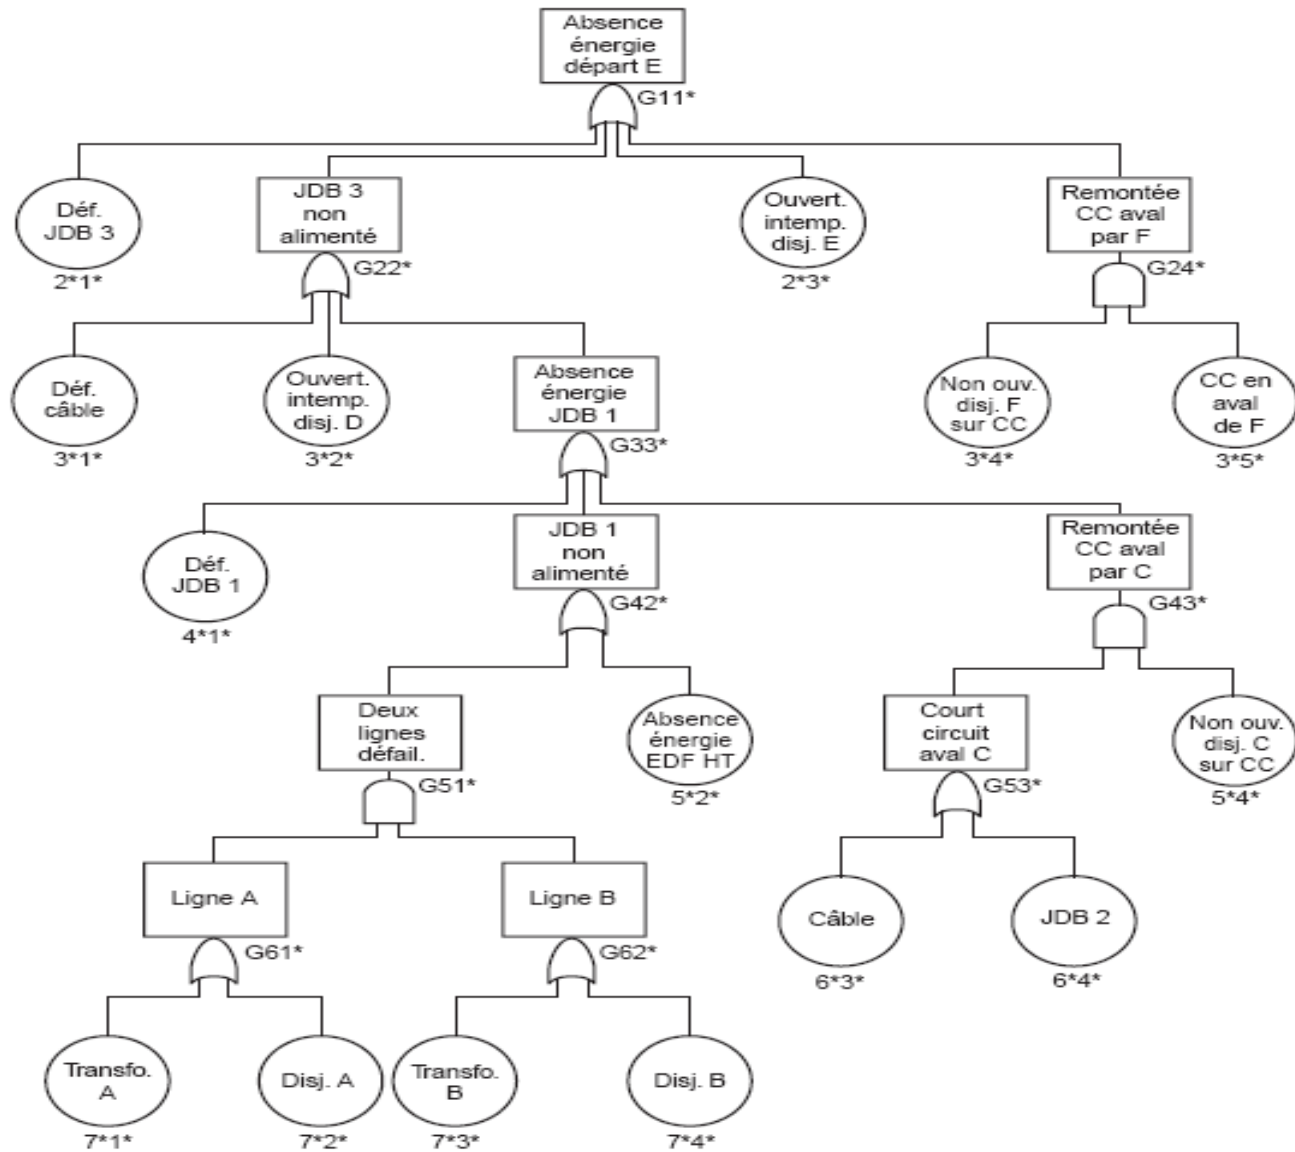 Absence
énergie
départ E
G11*
Déf.
JDB 3
2*1*
JDB 3
non
alimenté
G22*
Ouvert.
intemp.
disj. E
2*3*
Remontée
CC aval
par F
G24*
Déf.
câble
3*1*
Ouvert.
intemp.
disj. D
3*2*
Absence
énergie
JDB 1
G33*
Non ouv.
disj. F
sur CC
3*4*
CC en
aval
de F
3*5*
Déf.
JDB 1
4*1*
JDB 1
non
alimenté
G42*
Remontée
CC aval
par C
G43*
Deux
lignes
défail.
G51*
Absence
énergie
EDF HT
5*2*
Court
circuit
aval C
G53*
Non ouv.
disj. C
sur CC
5*4*
Ligne A
G61*
Ligne B
G62*
Câble
6*3*
JDB 2
6*4*
Transfo.
A
7*1*
Disj. A
7*2*
Transfo.
B
7*3*
Disj. B
7*4*